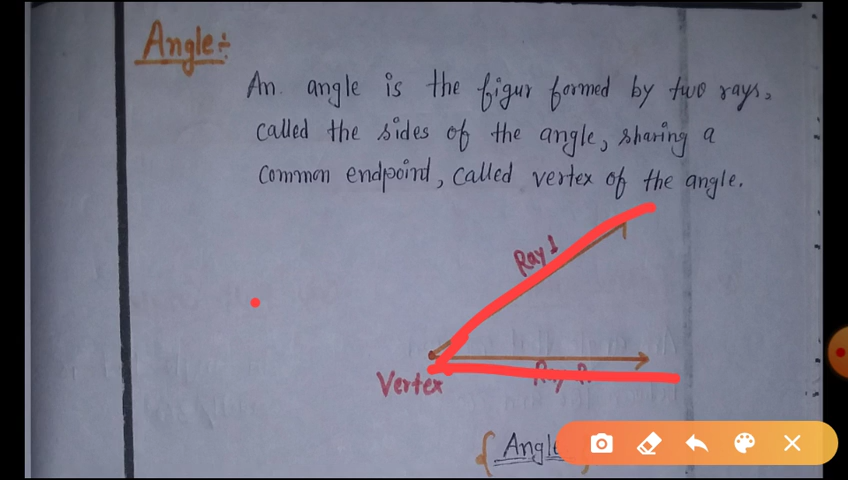 Angle÷
An angle is the figur formed by two rays,
called the sides of the angle, sharing a
common endpoint, called vertex of the angle.
Ray 1
Vertex